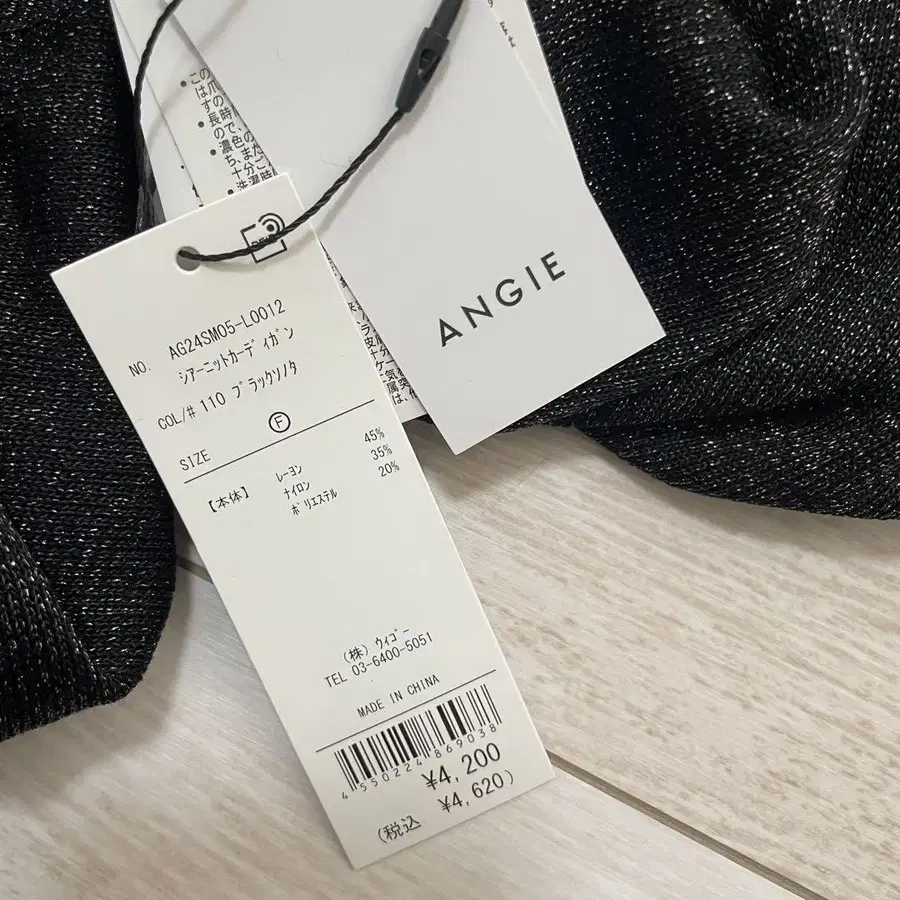 NO. AG24SM05-L0012
シアーニットカーディガン
COL/# 110 ブラックソノタ
SIZE Ⓕ
【本体】 レーヨン 45%
ナイロン 35%
ポリエステル 20%
(株) ウィゴー
TEL 03-6400-5051
MADE IN CHINA
4550224869038
¥4,200
(税込 ¥4,620)
ANGIE